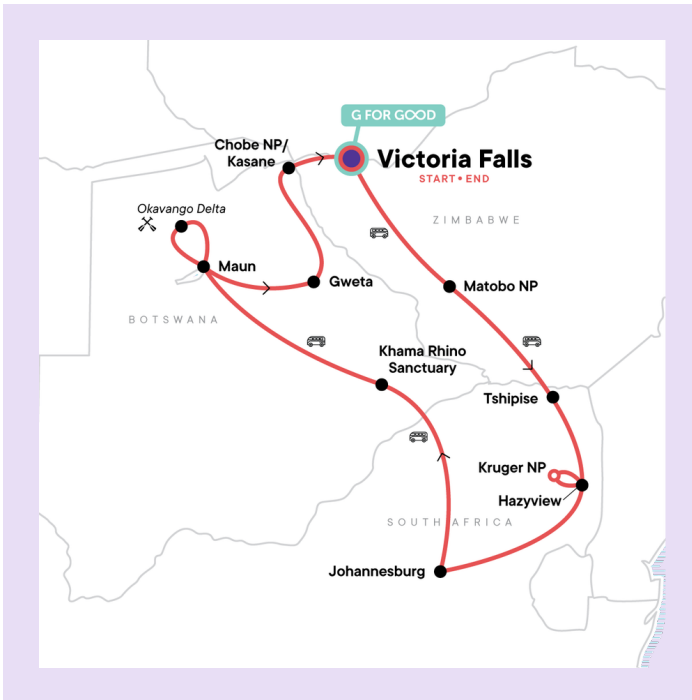 G FOR GOOD
Chobe NP/
Kasane
Victoria Falls
START • END
Okavango Delta
ZIMBABWE
Maun
Gweta
Matobo NP
BOTSWANA
Khama Rhino
Sanctuary
Tshipise
Kruger NP
Hazyview
SOUTH AFRICA
Johannesburg